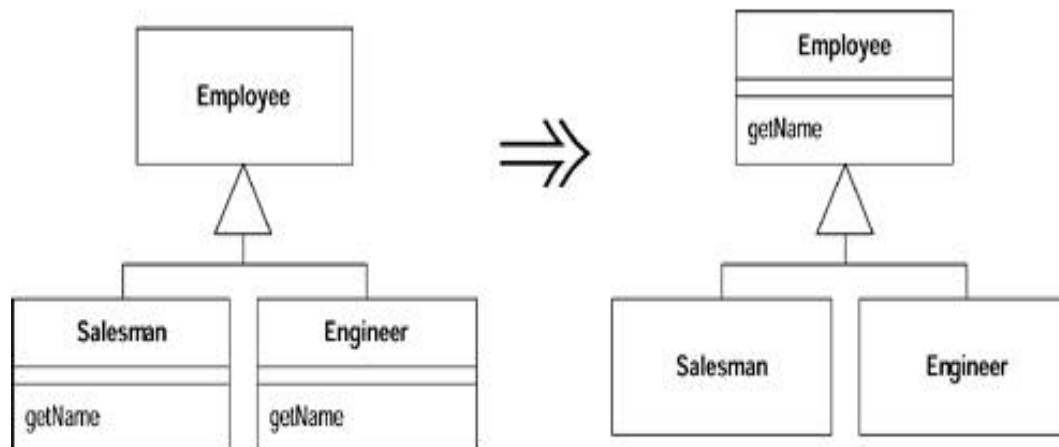 Employee
Salesman
getName
Engineer
getName
Employee
getName
Salesman
Engineer